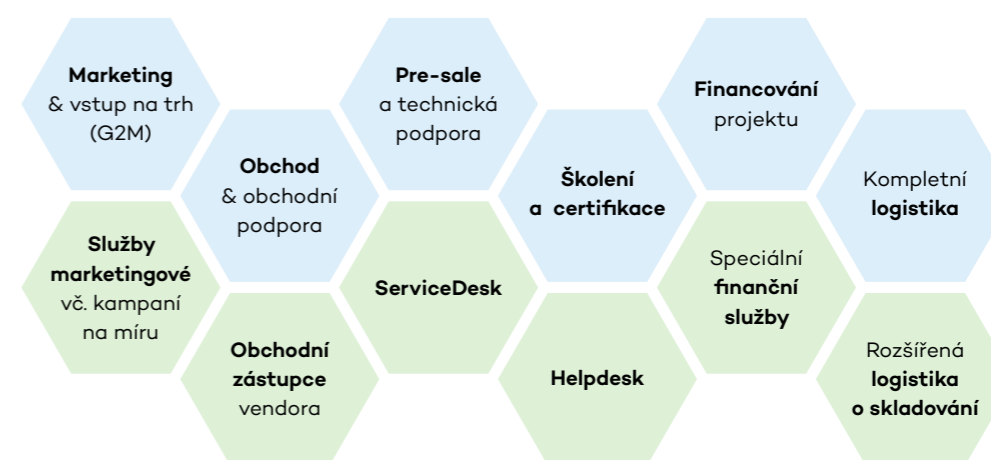 Marketing
& vstup na trh
(G2M)
Obchod
& obchodní
podpora
Pre-sale
a technická
podpora
Školení
a certifikace
Financování
projektu
Kompletní
logistika
Služby
marketingové
vč. kampaní
na míru
Obchodní
zástupce
vendora
ServiceDesk
Helpdesk
Speciální
finanční
služby
Rozšířená
logistika
o skladování